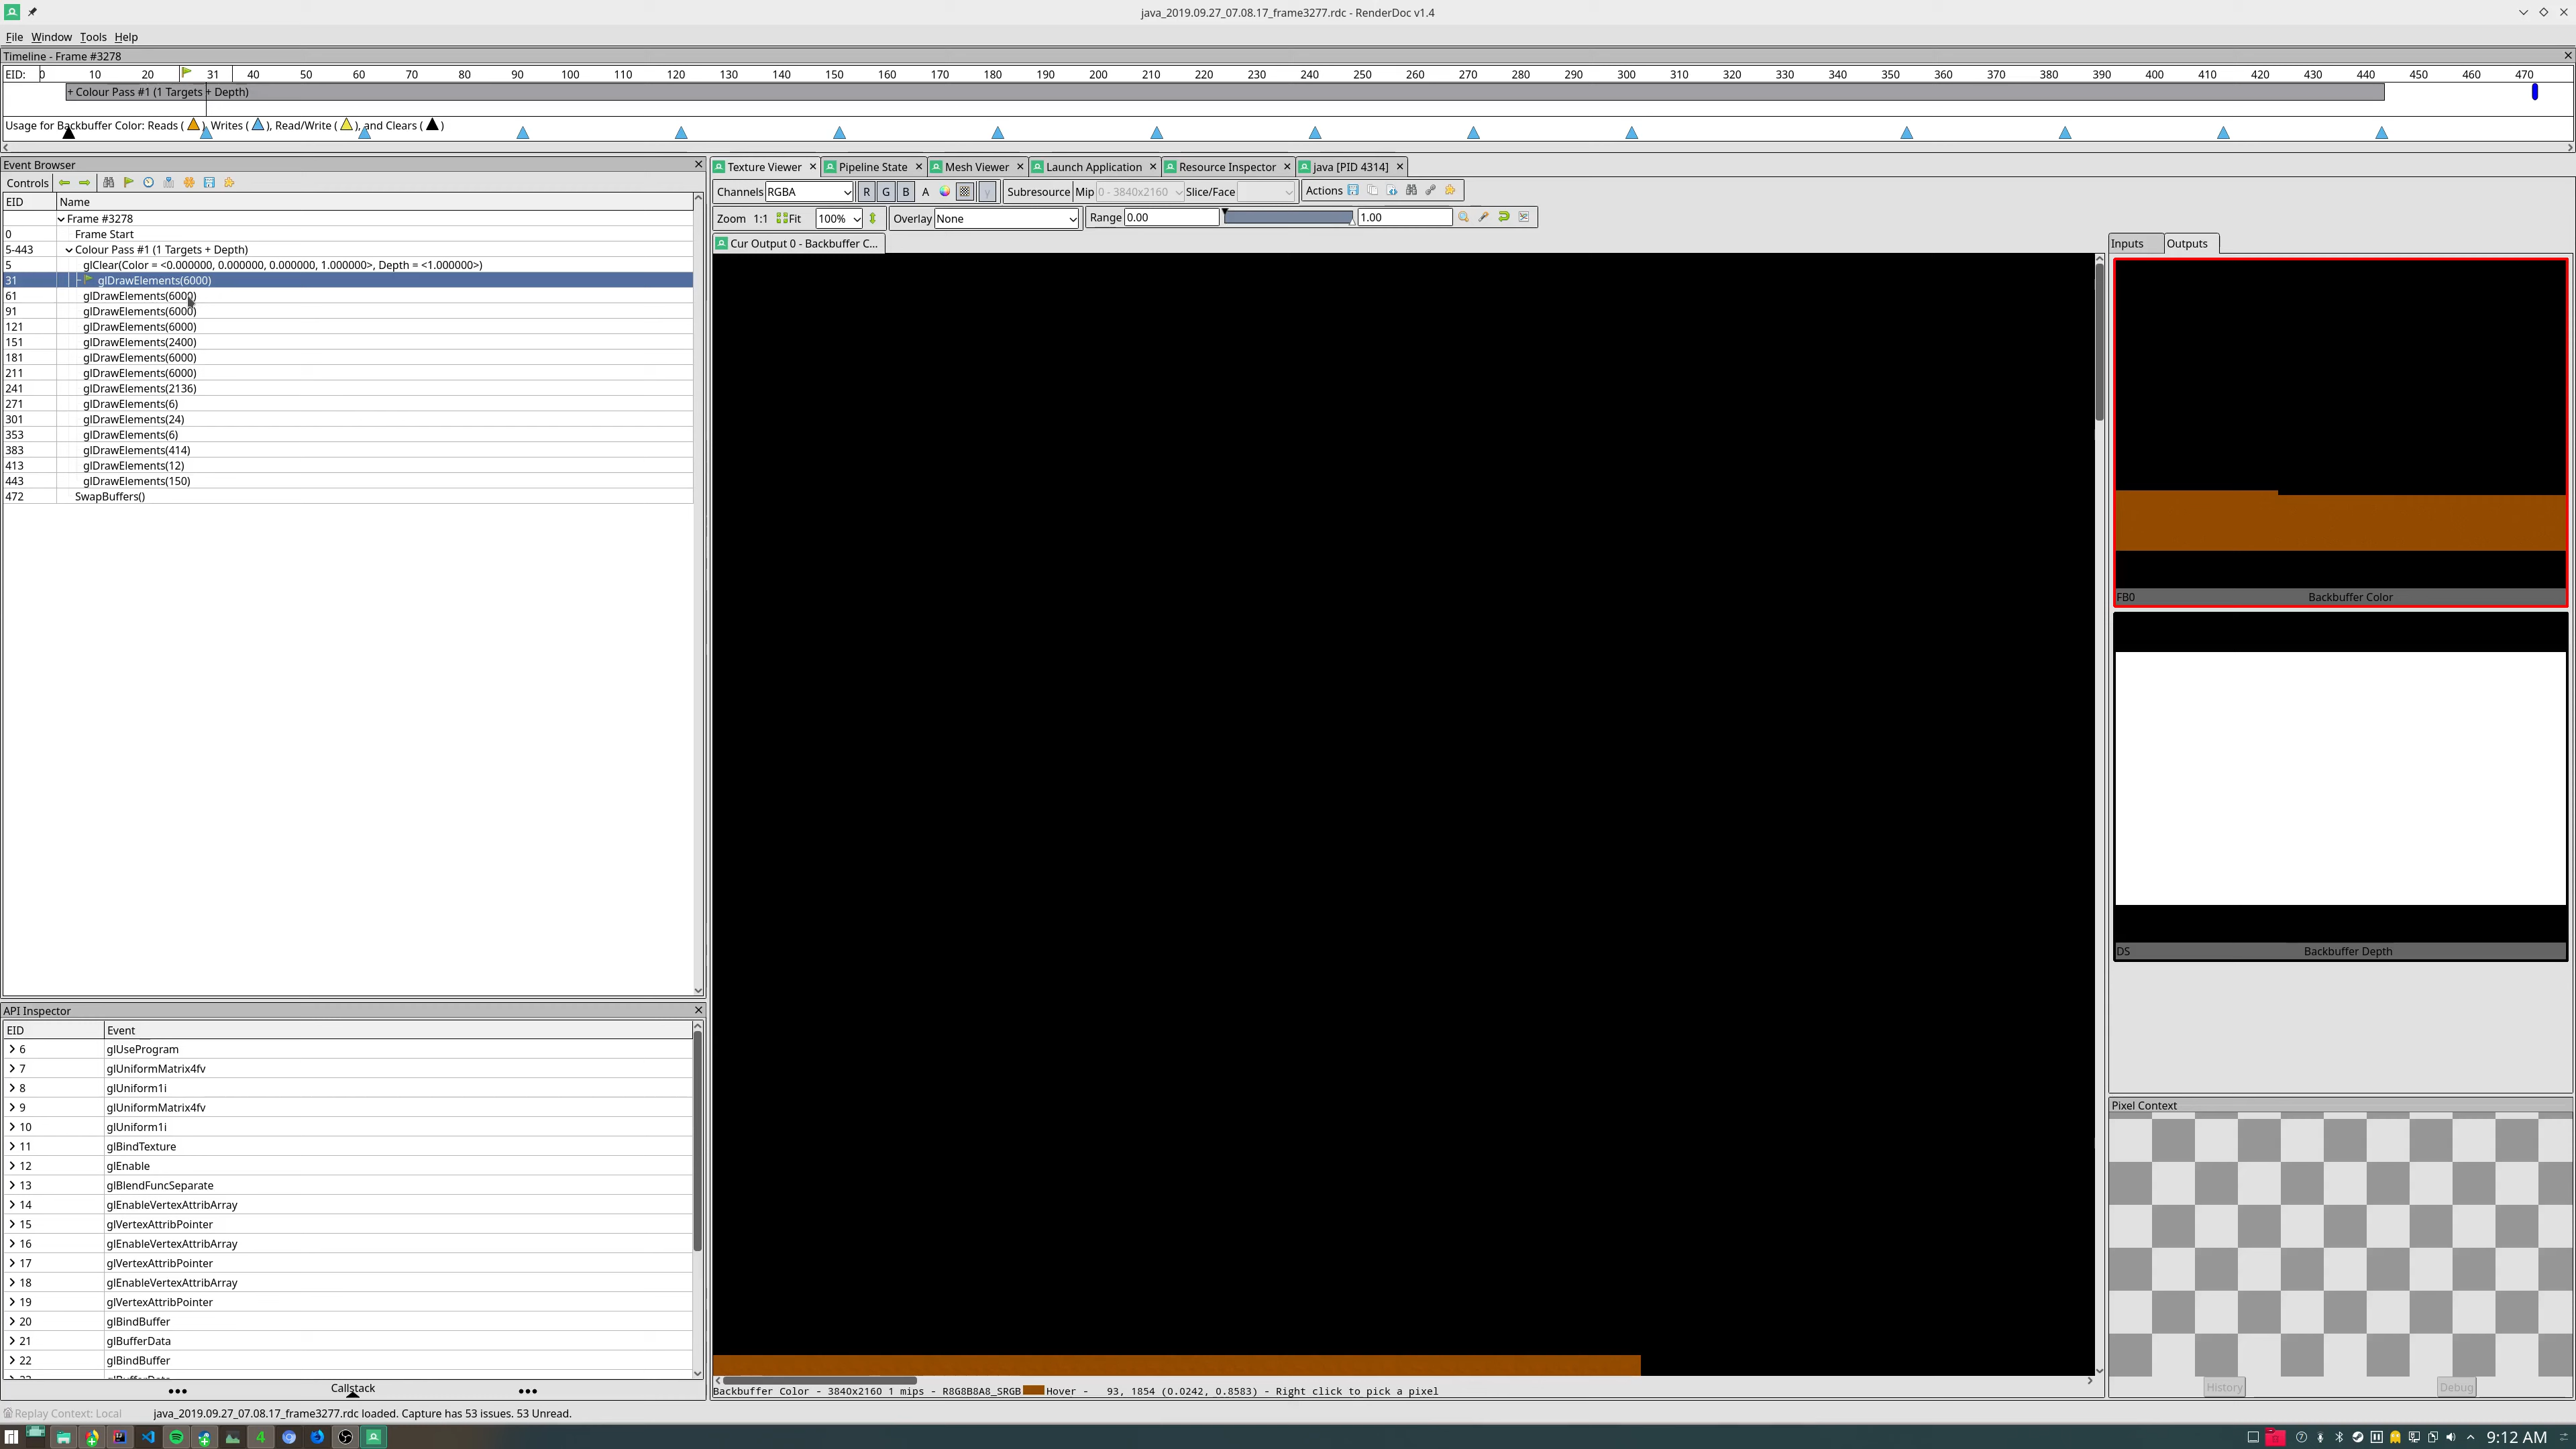 java_2019.09.27_07.08.17_frame3277.rdc - RenderDoc v1.4
File Window Tools Help
Timeline - Frame #3278
EID: 0 10 20 31 40 50 60 70 80 90 100 110 120 130 140 150 160 170 180 190 200 210 220 230 240 250 260 270 280 290 300 310 320 330 340 350 360 370 380 390 400 410 420 430 440 450 460 470
+ Colour Pass #1 (1 Targets + Depth)
Usage for Backbuffer Color: Reads ( ), Writes ( ), Read/Write ( ), and Clears ( )
Event Browser
Controls
EID Name
Frame #3278
0 Frame Start
5-443 Colour Pass #1 (1 Targets + Depth)
5 glClear(Color = <0.000000, 0.000000, 0.000000, 1.000000>, Depth = <1.000000>)
31 glDrawElements(6000)
61 glDrawElements(6000)
91 glDrawElements(6000)
121 glDrawElements(6000)
151 glDrawElements(2400)
181 glDrawElements(6000)
211 glDrawElements(6000)
241 glDrawElements(2136)
271 glDrawElements(6)
301 glDrawElements(24)
353 glDrawElements(6)
383 glDrawElements(414)
413 glDrawElements(12)
443 glDrawElements(150)
472 SwapBuffers()
API Inspector
EID Event
6 glUseProgram
7 glUniformMatrix4fv
8 glUniform1i
9 glUniformMatrix4fv
10 glUniform1i
11 glBindTexture
12 glEnable
13 glBlendFuncSeparate
14 glEnableVertexAttribArray
15 glVertexAttribPointer
16 glEnableVertexAttribArray
17 glVertexAttribPointer
18 glEnableVertexAttribArray
19 glVertexAttribPointer
20 glBindBuffer
21 glBufferData
22 glBindBuffer
Callstack
Texture Viewer Pipeline State Mesh Viewer Launch Application Resource Inspector java [PID 4314]
Channels RGBA R G B A γ Subresource Mip 0 - 3840x2160 Slice/Face Actions
Zoom 1:1 Fit 100% Overlay None Range 0.00 1.00
Cur Output 0 - Backbuffer C...
Backbuffer Color - 3840x2160 1 mips - R8G8B8A8_SRGB Hover - 93, 1854 (0.0242, 0.8583) - Right click to pick a pixel
Inputs Outputs
FB0 Backbuffer Color
DS Backbuffer Depth
Pixel Context
History Debug
Replay Context: Local java_2019.09.27_07.08.17_frame3277.rdc loaded. Capture has 53 issues. 53 Unread.
9:12 AM